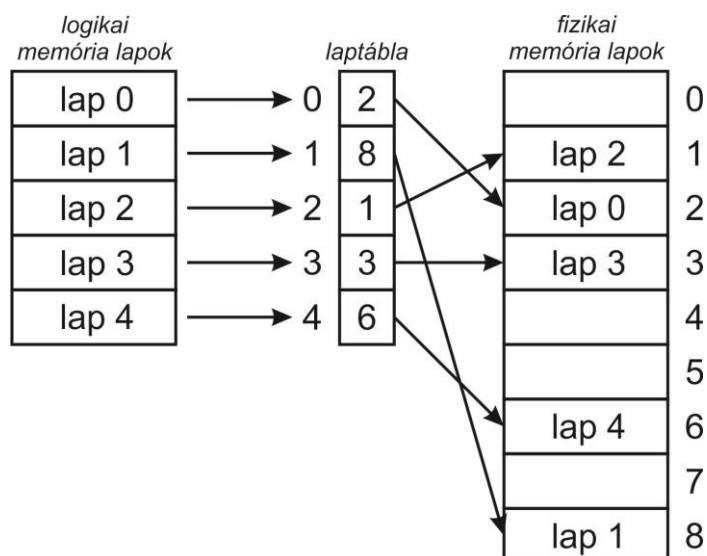 logikai
memória lapok
lap 0
lap 1
lap 2
lap 3
lap 4
laptábla
0 2
1 8
2 1
3 3
4 6
fizikai
memória lapok
0
lap 2 1
lap 0 2
lap 3 3
4
5
lap 4 6
7
lap 1 8